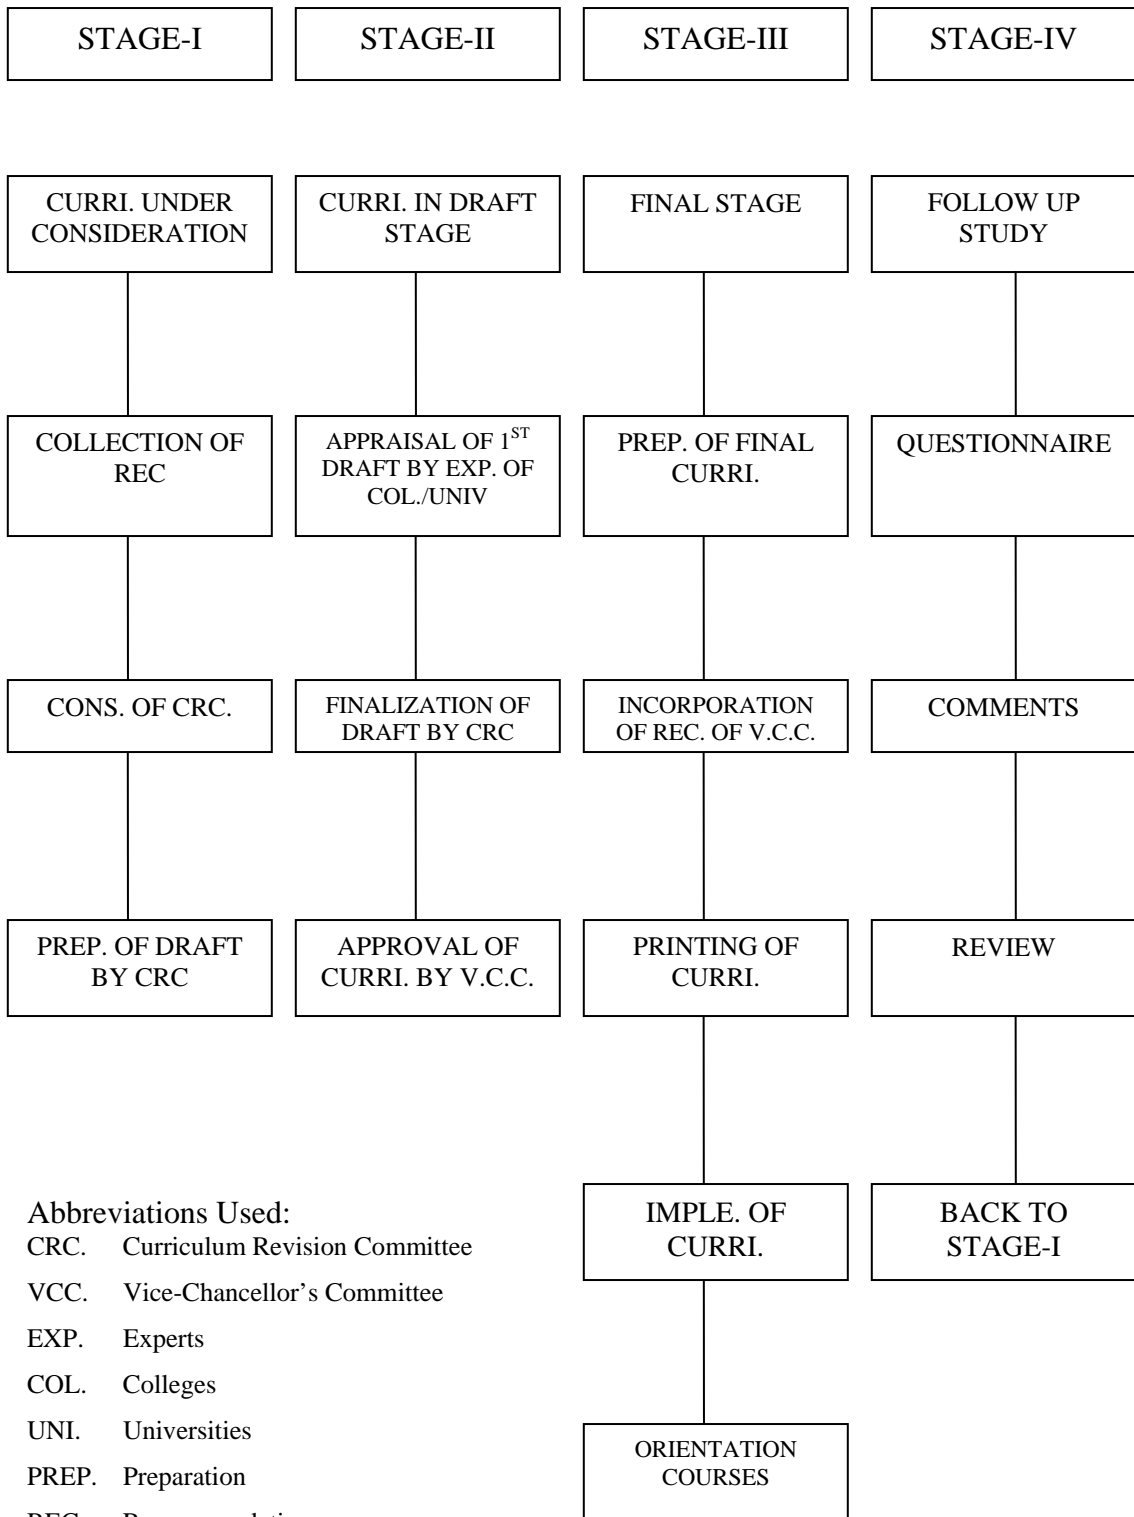 STAGE-I
STAGE-II
STAGE-III
STAGE-IV
CURRI. UNDER
CONSIDERATION
CURRI. IN DRAFT
STAGE
FINAL STAGE
FOLLOW UP
STUDY
COLLECTION OF
REC
APPRAISAL OF 1ST
DRAFT BY EXP. OF
COL./UNIV
PREP. OF FINAL
CURRI.
QUESTIONNAIRE
CONS. OF CRC.
FINALIZATION OF
DRAFT BY CRC
INCORPORATION
OF REC. OF V.C.C.
COMMENTS
PREP. OF DRAFT
BY CRC
APPROVAL OF
CURRI. BY V.C.C.
PRINTING OF
CURRI.
REVIEW
IMPLE. OF
CURRI.
BACK TO
STAGE-I
ORIENTATION
COURSES
Abbreviations Used:
CRC. Curriculum Revision Committee
VCC. Vice-Chancellor’s Committee
EXP. Experts
COL. Colleges
UNI. Universities
PREP. Preparation